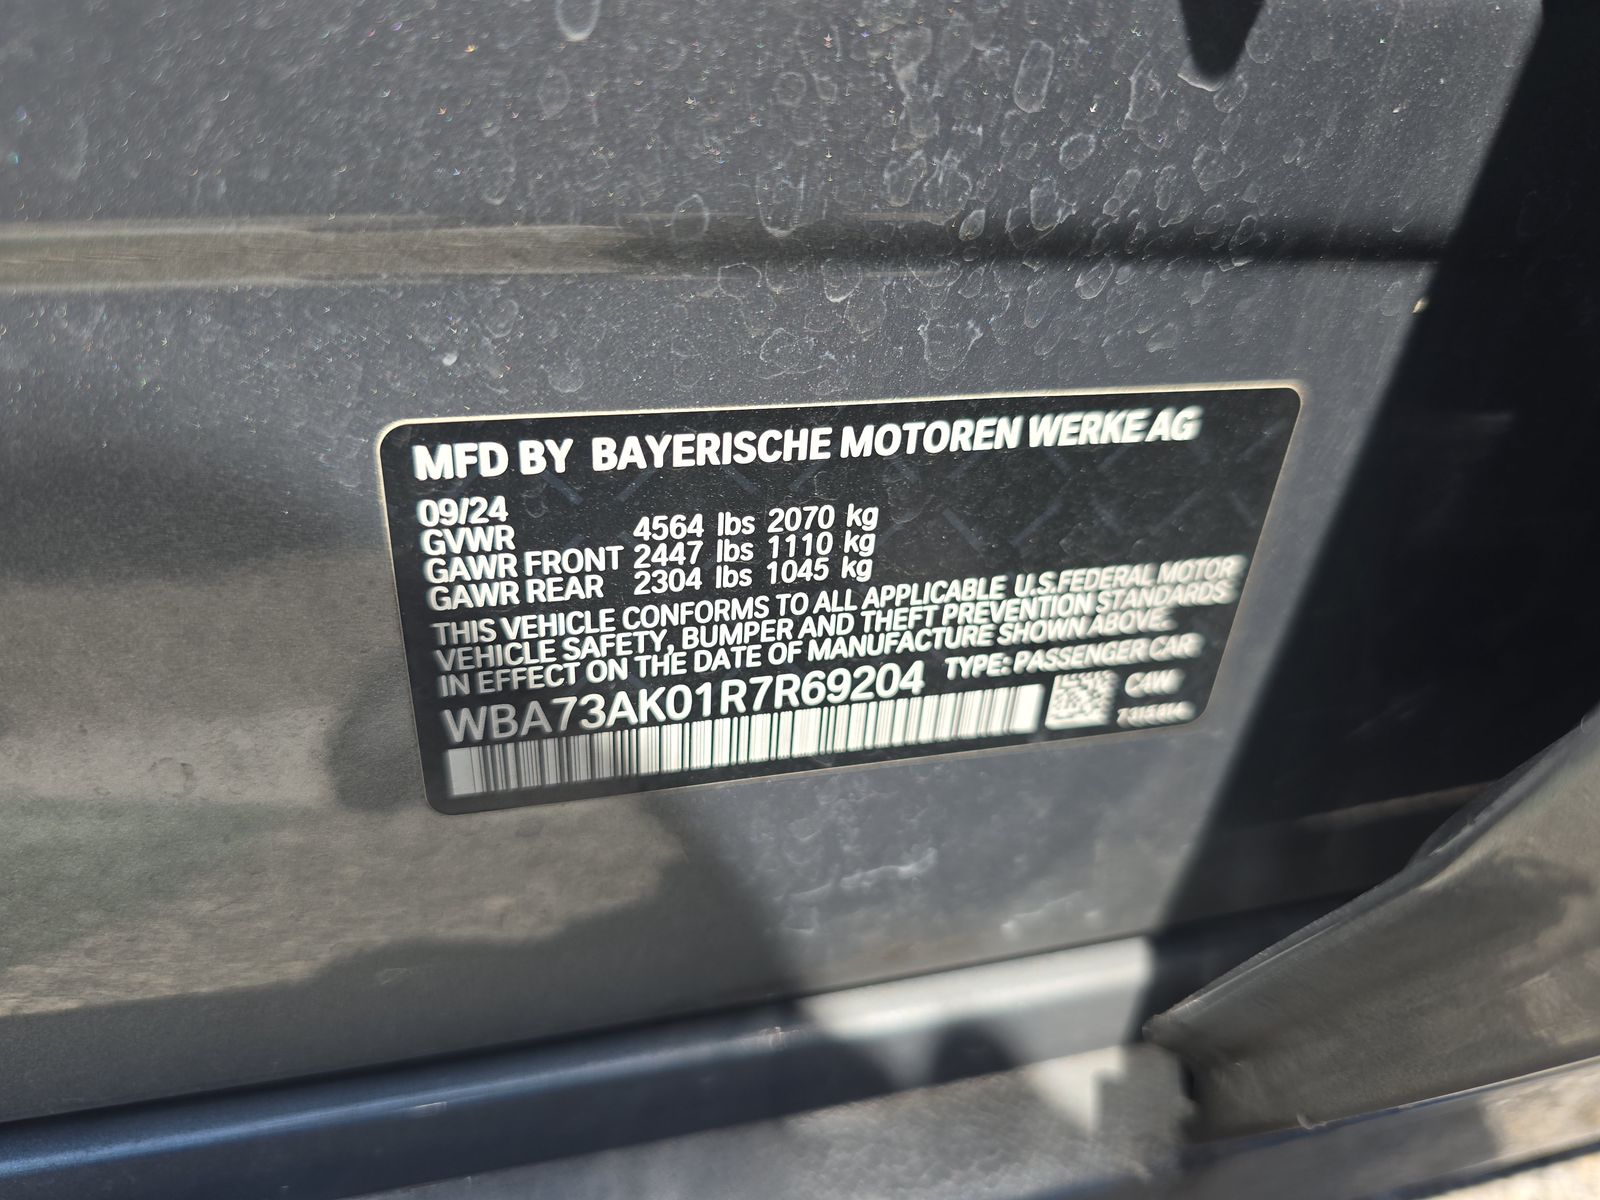 MFD BY BAYERISCHE MOTOREN WERKE AG
09/24
GVWR 4564 lbs 2070 kg
GAWR FRONT 2447 lbs 1110 kg
GAWR REAR 2304 lbs 1045 kg
THIS VEHICLE CONFORMS TO ALL APPLICABLE U.S.FEDERAL MOTOR
VEHICLE SAFETY, BUMPER AND THEFT PREVENTION STANDARDS
IN EFFECT ON THE DATE OF MANUFACTURE SHOWN ABOVE.
WBA73AK01R7R69204 TYPE: PASSENGER CAR